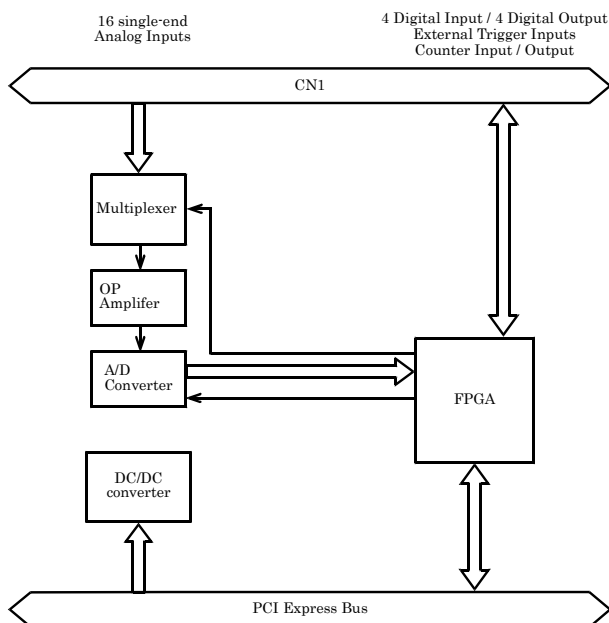 16 single-end
Analog Inputs
4 Digital Input / 4 Digital Output
External Trigger Inputs
Counter Input / Output
CN1
Multiplexer
OP
Amplifer
A/D
Converter
FPGA
DC/DC
converter
PCI Express Bus